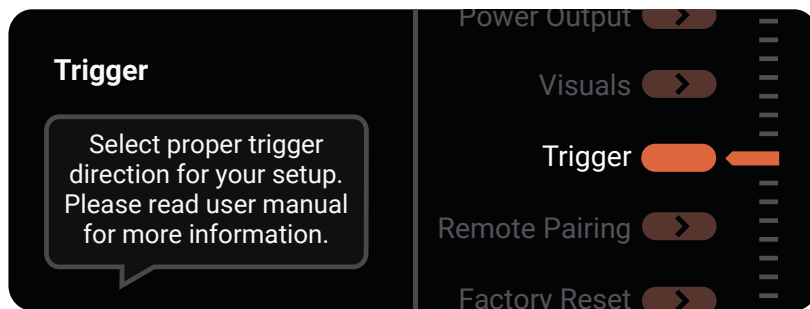 Trigger
Select proper trigger
direction for your setup.
Please read user manual
for more information.
Power Output
Visuals
Trigger
Remote Pairing
Factory Reset